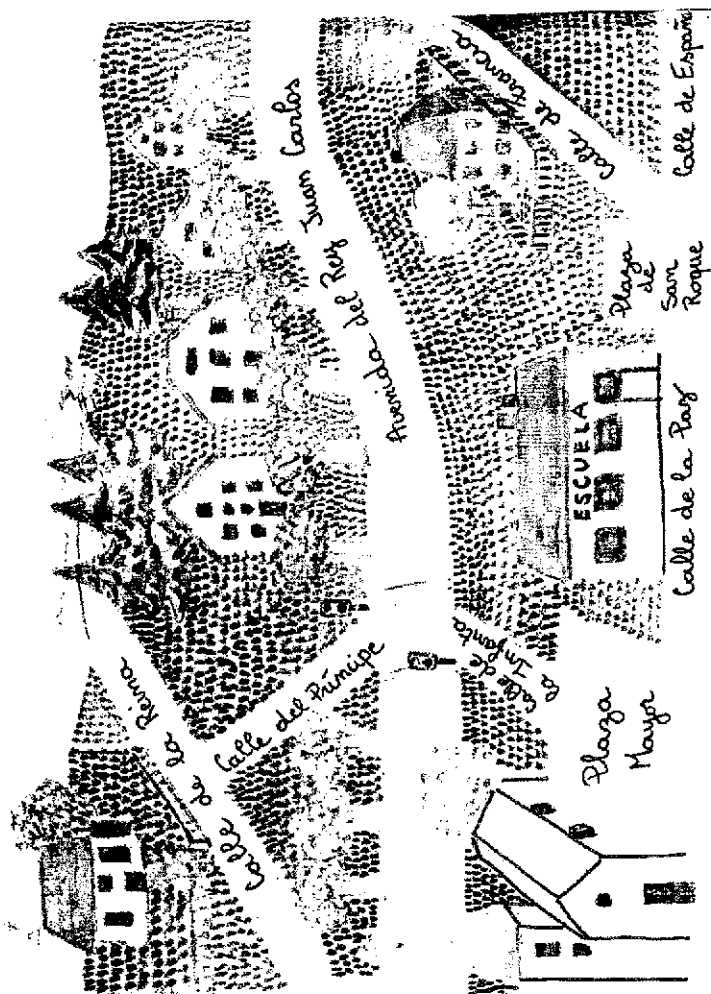 Calle de la Reina
Calle del Príncipe
Avenida del Rey Juan Carlos
Calle de Francia
Calle de España
Plaza
de
San
Roque
ESCUELA
Calle de la Paz
Calle de
la Infanta
Plaza
Mayor